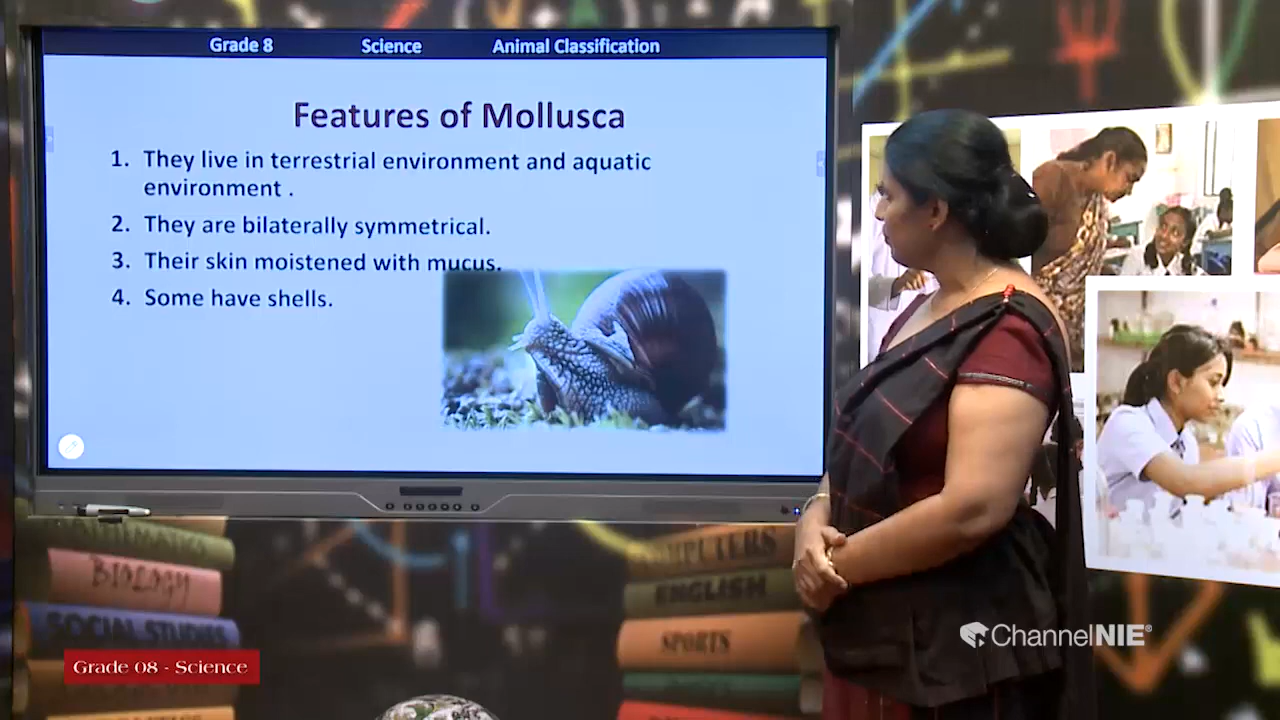 Grade 8 Science Animal Classification
Features of Mollusca
1. They live in terrestrial environment and aquatic
environment .
2. They are bilaterally symmetrical.
3. Their skin moistened with mucus.
4. Some have shells.
MATHEMATICS
BIOLOGY
SOCIAL STUDIES
COMPUTERS
ENGLISH
SPORTS
ChannelNIE®
Grade 08 - Science